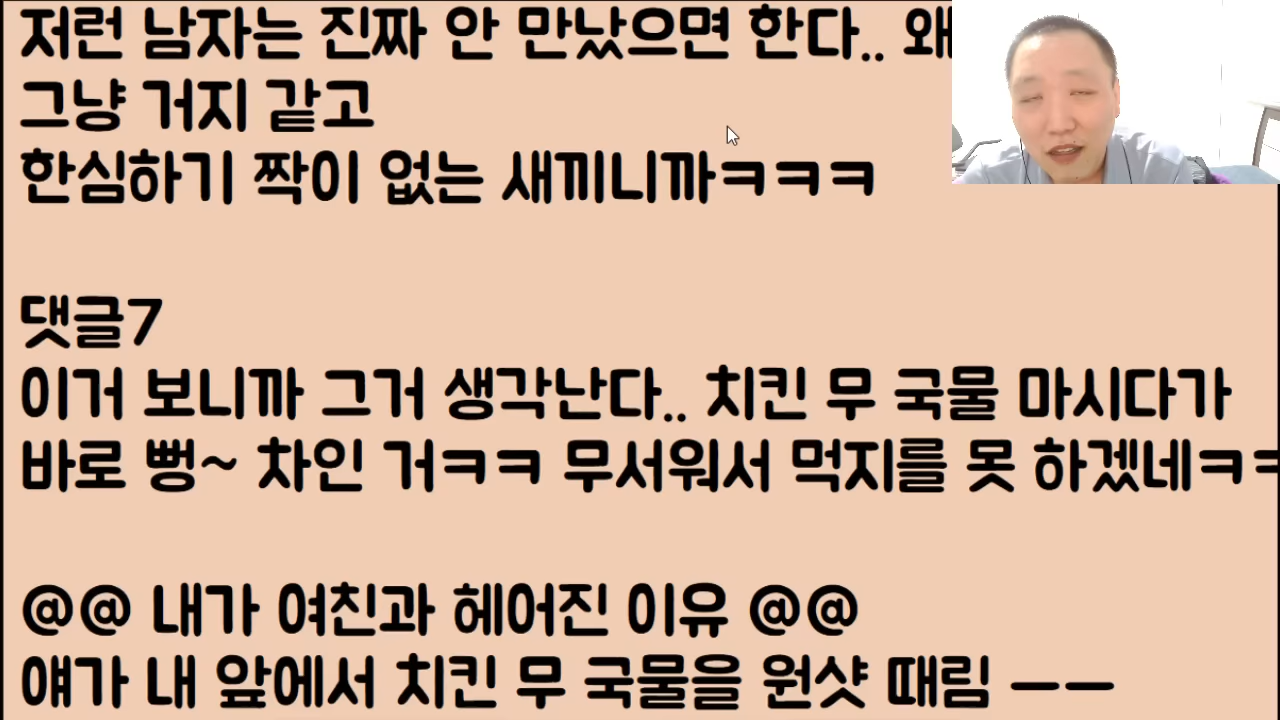 저런 남자는 진짜 안 만났으면 한다.. 왜
그냥 거지 같고
한심하기 짝이 없는 새끼니까ㅋㅋㅋ
댓글7
이거 보니까 그거 생각난다.. 치킨 무 국물 마시다가
바로 뻥~ 차인 거ㅋㅋ 무서워서 먹지를 못 하겠네ㅋㅋ
@@ 내가 여친과 헤어진 이유 @@
얘가 내 앞에서 치킨 무 국물을 원샷 때림 ㅡㅡ